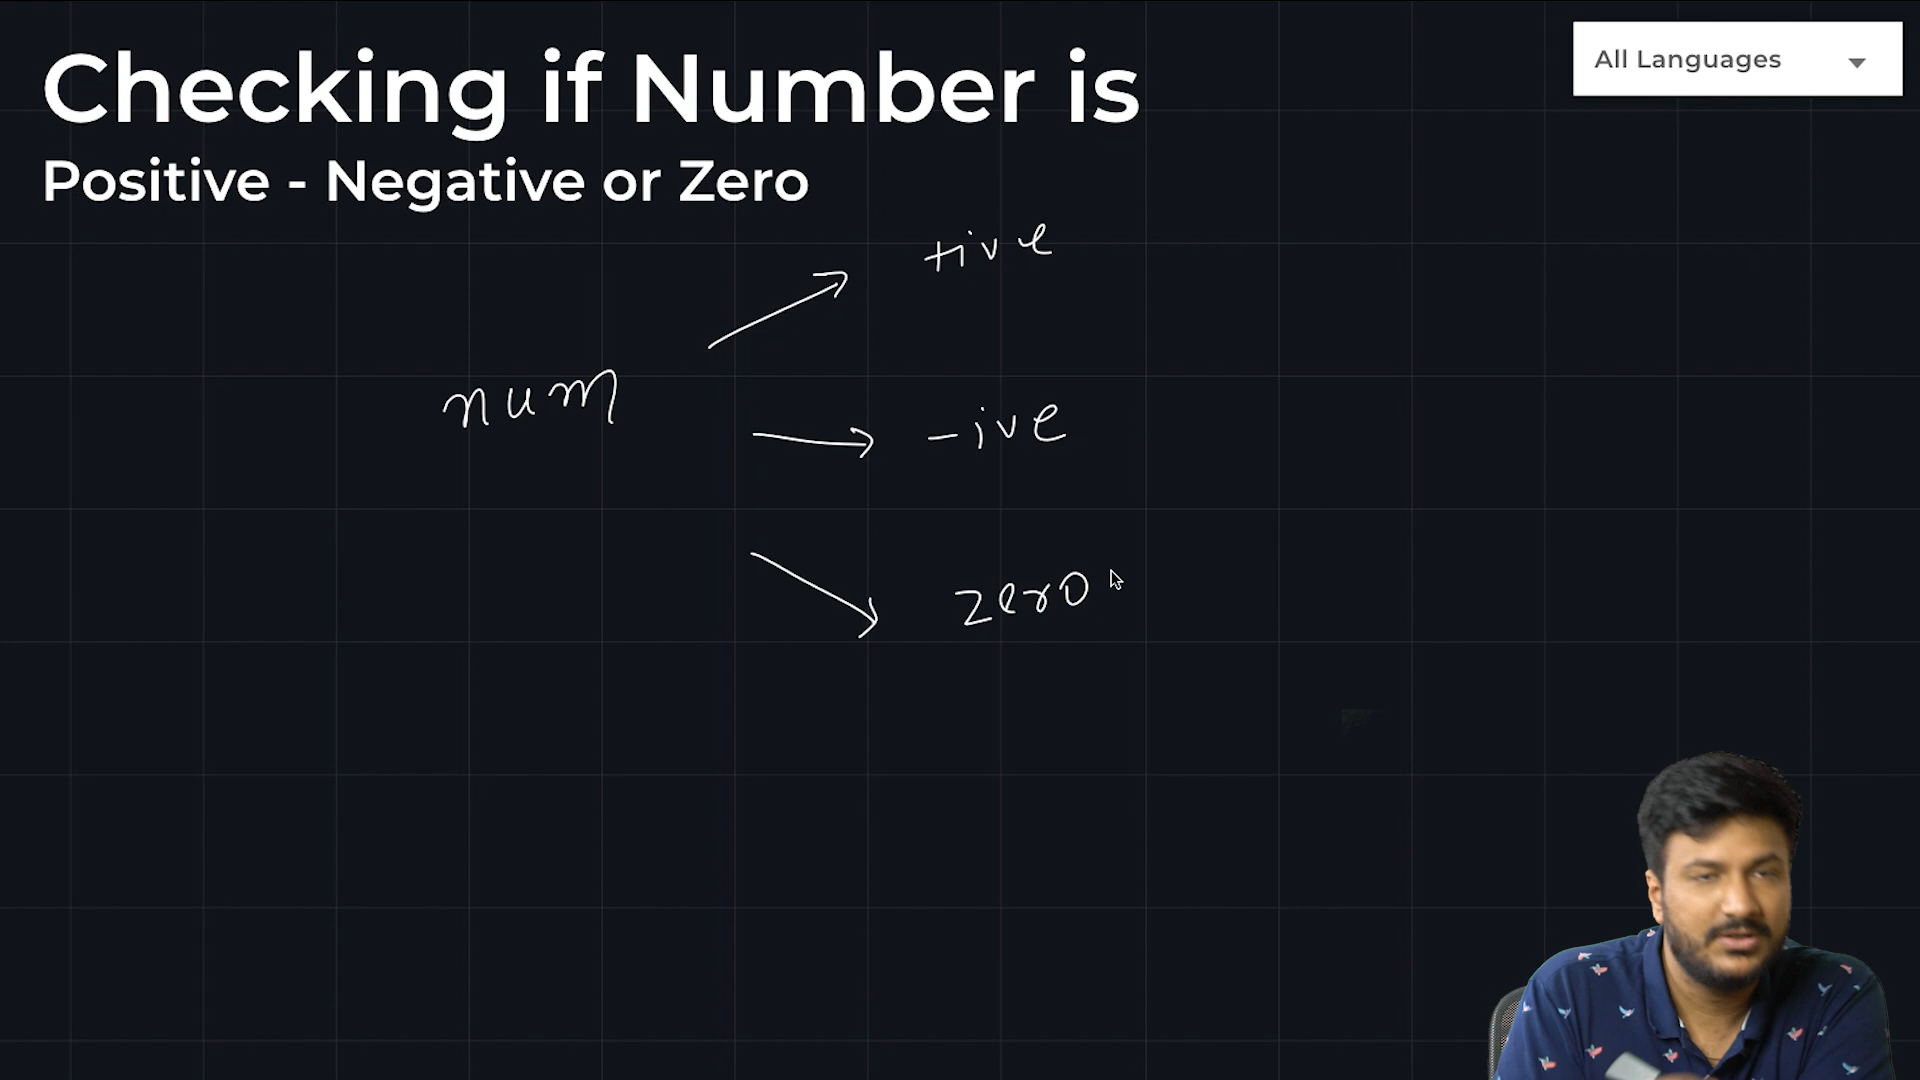 Checking if Number is
All Languages
Positive - Negative or Zero
+ive
num
-ive
zero